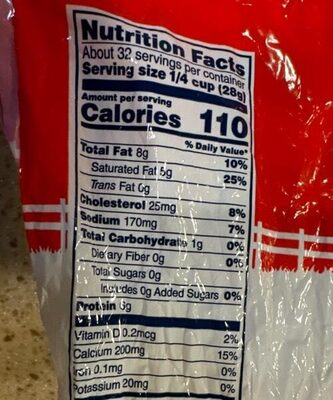 Nutrition Facts
About 32 servings per container
Serving size 1/4 cup (28g)
Amount per serving
Calories 110
% Daily Value*
Total Fat 8g 10%
Saturated Fat 5g 25%
Trans Fat 0g
Cholesterol 25mg 8%
Sodium 170mg 7%
Total Carbohydrate 1g 0%
Dietary Fiber 0g 0%
Total Sugars 0g
Includes 0g Added Sugars 0%
Protein
Vitamin D 0.2mcg 2%
Calcium 200mg 15%
Iron 0.1mg 0%
Potassium 20mg 0%